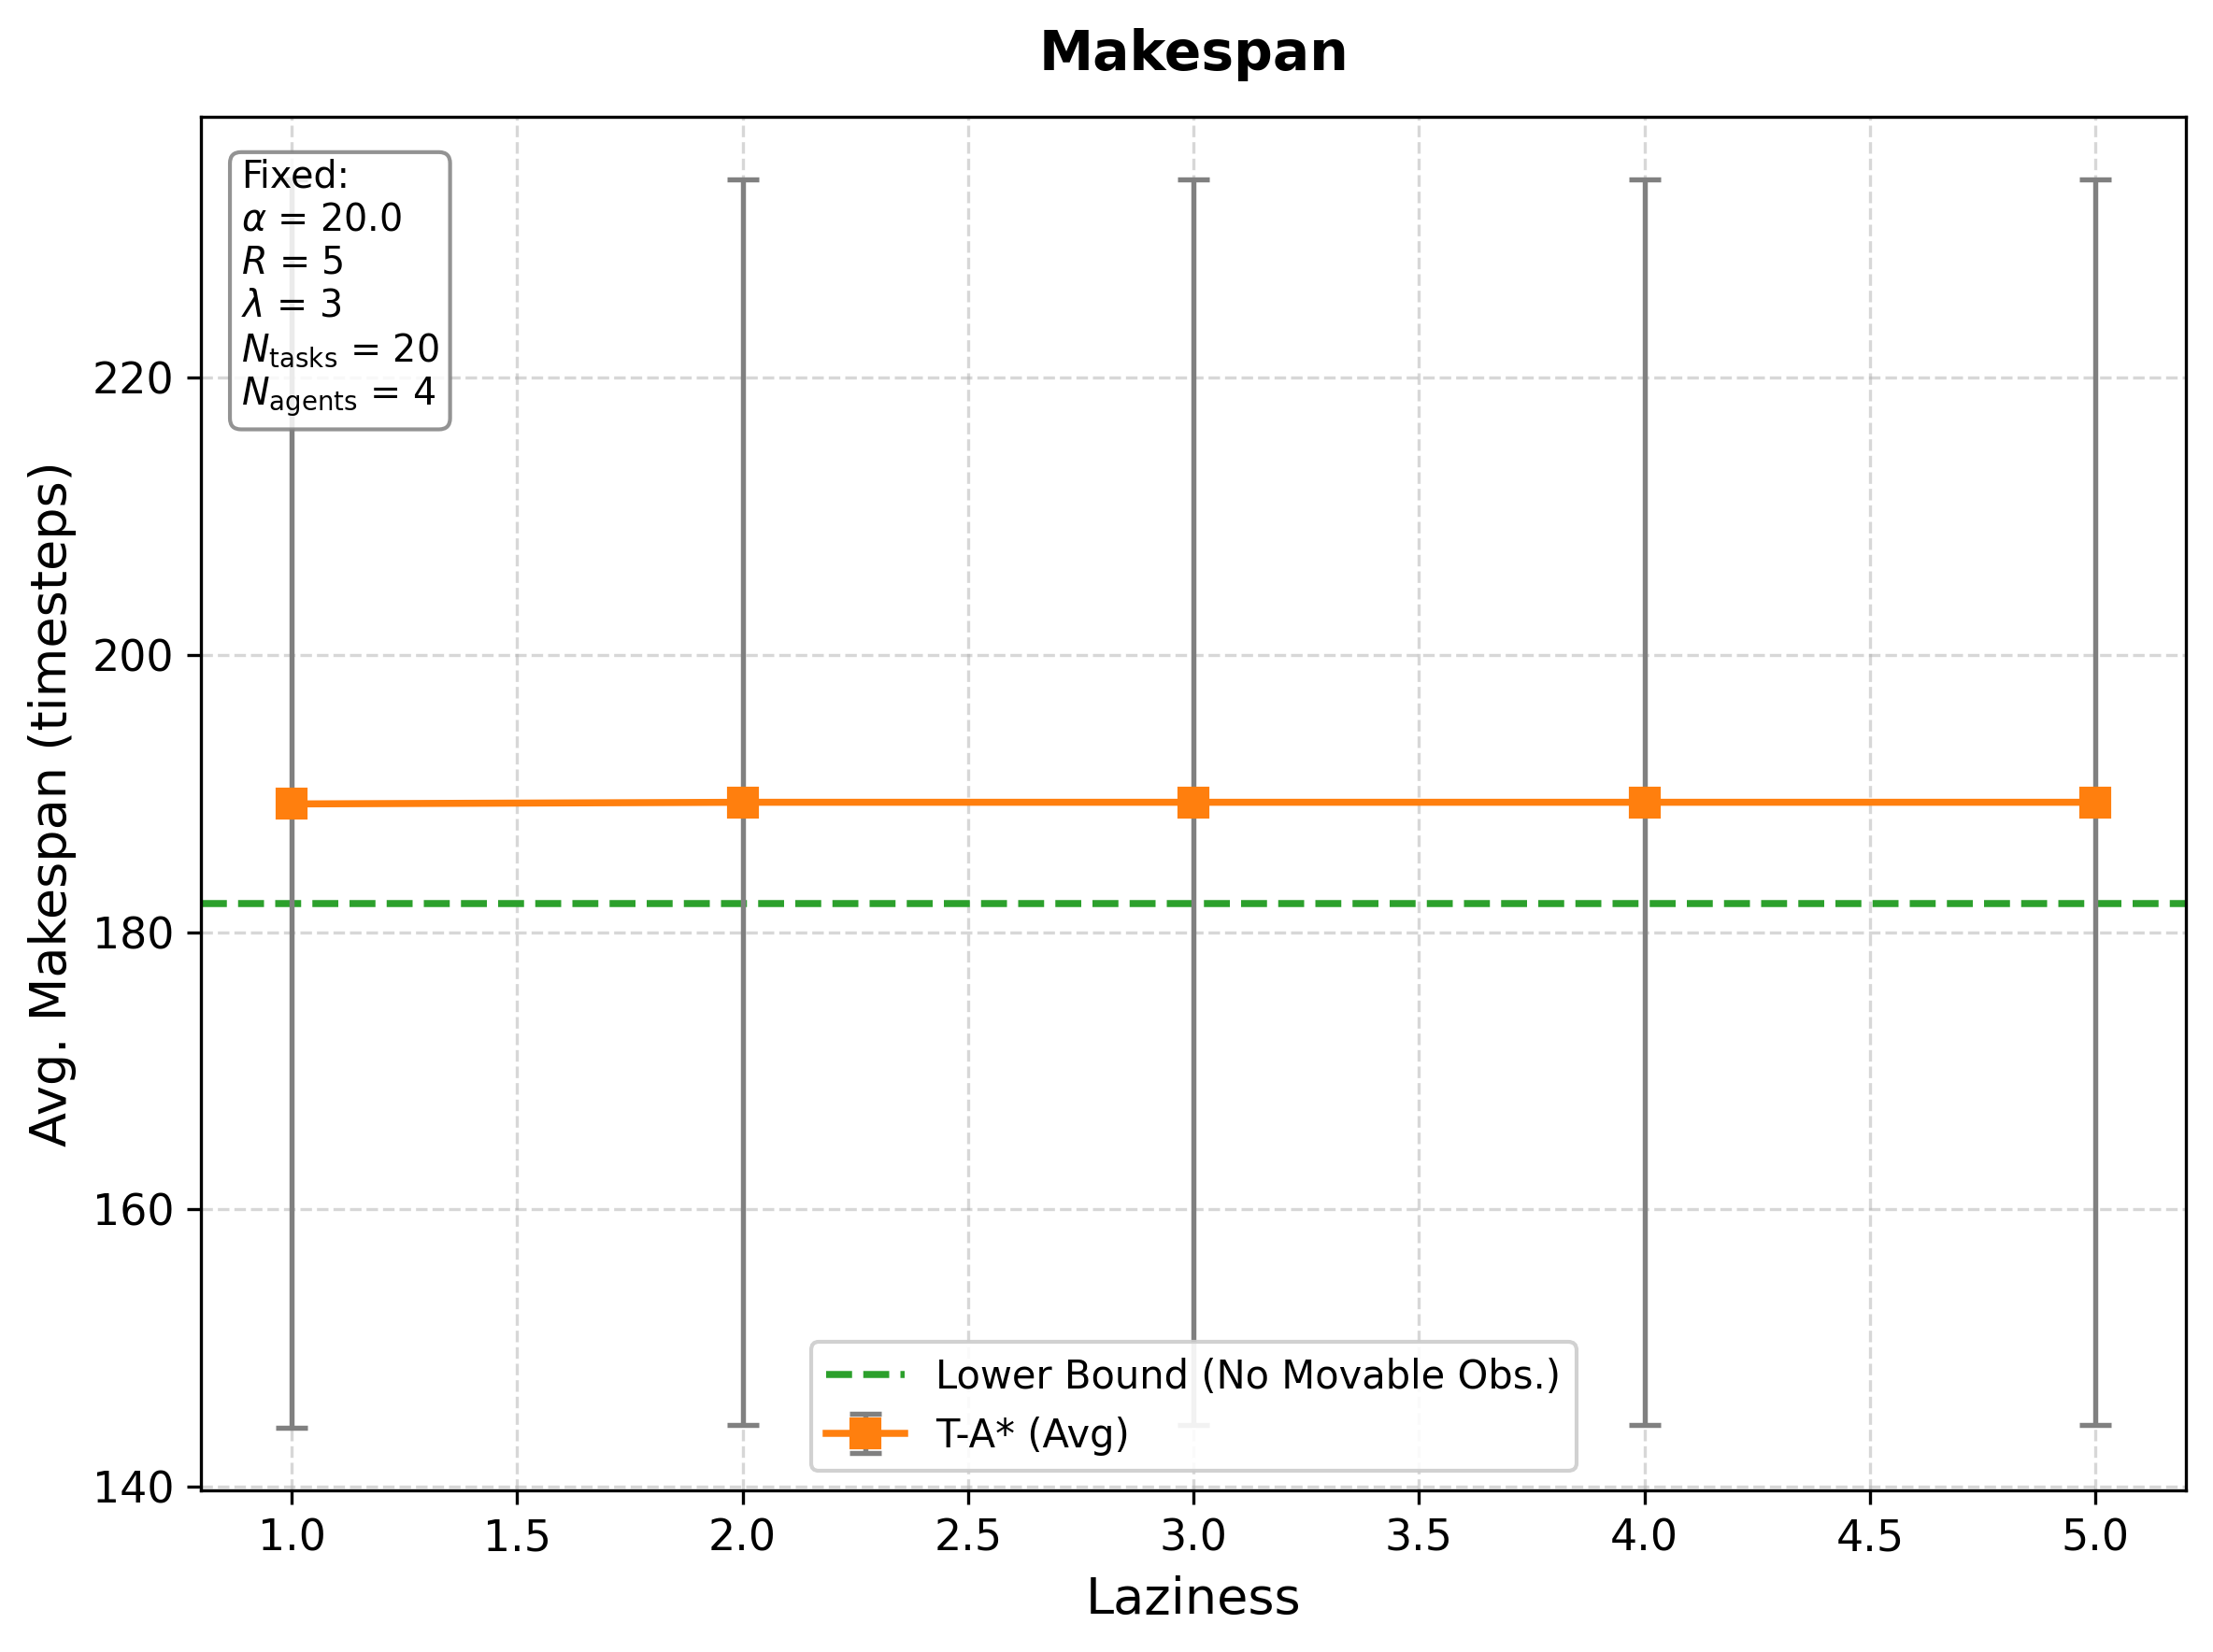 Makespan
Fixed:
α = 20.0
R = 5
λ = 3
N_tasks = 20
N_agents = 4
Avg. Makespan (timesteps)
220
200
180
160
140
Lower Bound (No Movable Obs.)
T-A* (Avg)
1.0 1.5 2.0 2.5 3.0 3.5 4.0 4.5 5.0
Laziness